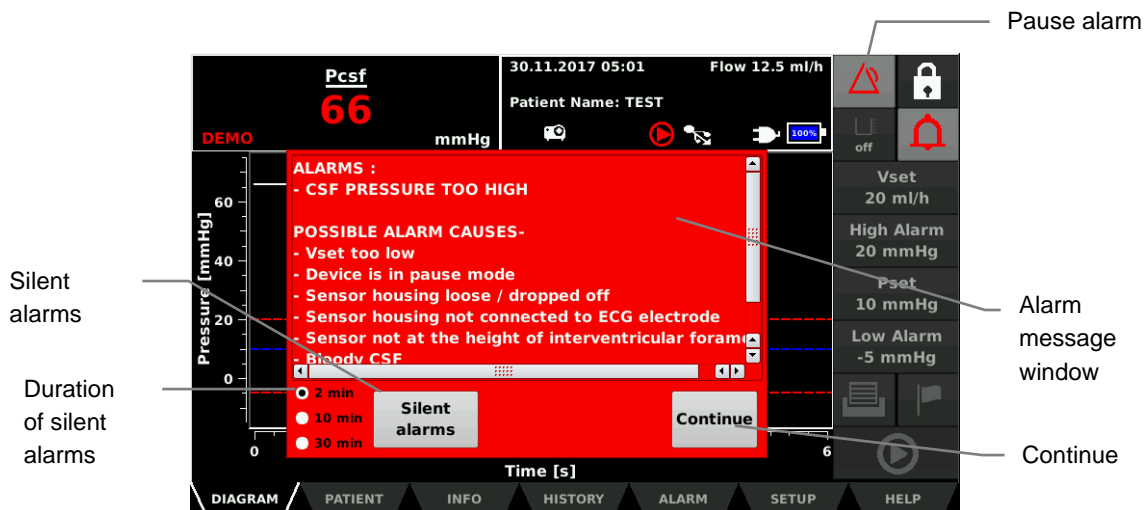 Pause alarm
Pcsf
66
DEMO
mmHg
30.11.2017 05:01 Flow 12.5 ml/h
Patient Name: TEST
100%
off
Vset
20 ml/h
High Alarm
20 mmHg
Pset
10 mmHg
Low Alarm
-5 mmHg
ALARMS :
- CSF PRESSURE TOO HIGH
POSSIBLE ALARM CAUSES-
- Vset too low
- Device is in pause mode
- Sensor housing loose / dropped off
- Sensor housing not connected to ECG electrode
- Sensor not at the height of interventricular forame
- Bloody CSF
2 min
10 min
30 min
Silent
alarms
Continue
Pressure [mmHg]
60
40
20
0
0
6
Time [s]
DIAGRAM PATIENT INFO HISTORY ALARM SETUP HELP
Silent
alarms
Duration
of silent
alarms
Alarm
message
window
Continue